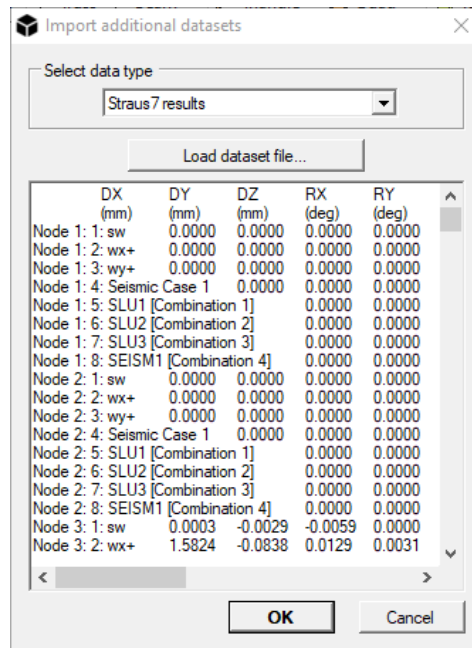 Import additional datasets
Select data type
Straus7 results
Load dataset file...
DX DY DZ RX RY
(mm) (mm) (mm) (deg) (deg)
Node 1: 1: sw 0.0000 0.0000 0.0000 0.0000
Node 1: 2: wx+ 0.0000 0.0000 0.0000 0.0000
Node 1: 3: wy+ 0.0000 0.0000 0.0000 0.0000
Node 1: 4: Seismic Case 1 0.0000 0.0000 0.0000
Node 1: 5: SLU1 [Combination 1] 0.0000 0.0000
Node 1: 6: SLU2 [Combination 2] 0.0000 0.0000
Node 1: 7: SLU3 [Combination 3] 0.0000 0.0000
Node 1: 8: SEISM1 [Combination 4] 0.0000 0.0000
Node 2: 1: sw 0.0000 0.0000 0.0000 0.0000
Node 2: 2: wx+ 0.0000 0.0000 0.0000 0.0000
Node 2: 3: wy+ 0.0000 0.0000 0.0000 0.0000
Node 2: 4: Seismic Case 1 0.0000 0.0000 0.0000
Node 2: 5: SLU1 [Combination 1] 0.0000 0.0000
Node 2: 6: SLU2 [Combination 2] 0.0000 0.0000
Node 2: 7: SLU3 [Combination 3] 0.0000 0.0000
Node 2: 8: SEISM1 [Combination 4] 0.0000 0.0000
Node 3: 1: sw 0.0003 -0.0029 -0.0059 0.0000
Node 3: 2: wx+ 1.5824 -0.0838 0.0129 0.0031
OK Cancel